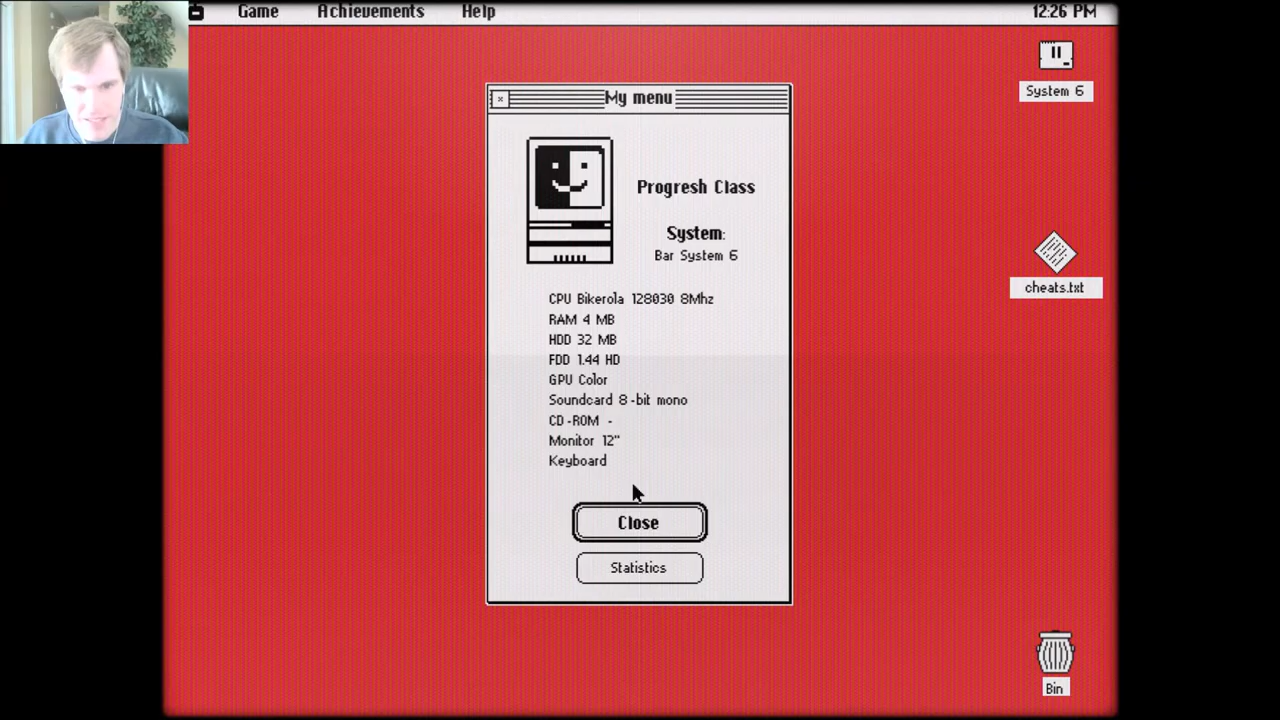 Game Achievements Help 12:26 PM
My menu
System 6
Progresh Class
System:
Bar System 6
cheats.txt
CPU Bikerola 128030 8Mhz
RAM 4 MB
HDD 32 MB
FDD 1.44 HD
GPU Color
Soundcard 8-bit mono
CD-ROM -
Monitor 12"
Keyboard
Close
Statistics
Bin